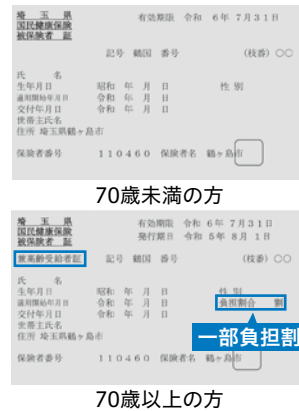 埼玉県 有効期限 令和 6年 7月31日
国民健康保険
被保険者 証
記号 鶴国 番号 (枝番) 〇〇
氏 名
生年月日 昭和 年 月 日 性 別
適用開始年月日 令和 年 月 日
交付年月日 令和 年 月 日
世帯主氏名
住所 埼玉県鶴ヶ島市
保険者番号 110460 保険者名 鶴ヶ島市
70歳未満の方
埼玉県 有効期限 令和 6年 7月31日
国民健康保険 発行期日 令和 5年 8月 1日
被保険者 証
兼高齢受給者証 記号 鶴国 番号 (枝番) 〇〇
氏 名
生年月日 昭和 年 月 日 性 別
適用開始年月日 令和 年 月 日 負担割合 割
交付年月日 令和 年 月 日
世帯主氏名
住所 埼玉県鶴ヶ島市
一部負担割
保険者番号 110460 保険者名 鶴ヶ島市
70歳以上の方